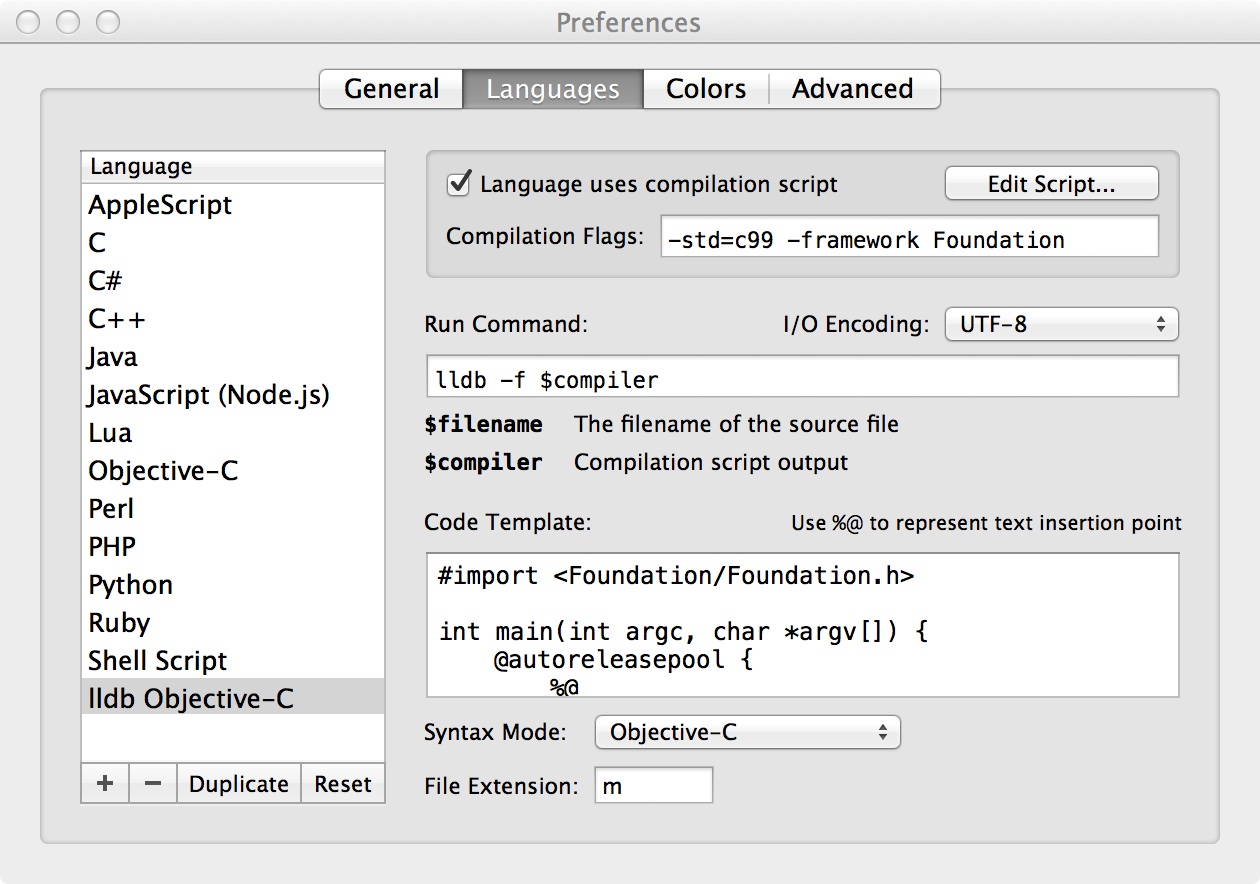 Preferences
General Languages Colors Advanced
Language
AppleScript
C
C#
C++
Java
JavaScript (Node.js)
Lua
Objective-C
Perl
PHP
Python
Ruby
Shell Script
lldb Objective-C
+ − Duplicate Reset
Language uses compilation script Edit Script...
Compilation Flags: -std=c99 -framework Foundation
Run Command: I/O Encoding: UTF-8
lldb -f $compiler
$filename The filename of the source file
$compiler Compilation script output
Code Template: Use %@ to represent text insertion point
#import <Foundation/Foundation.h>
int main(int argc, char *argv[]) {
@autoreleasepool {
%@
Syntax Mode: Objective-C
File Extension: m